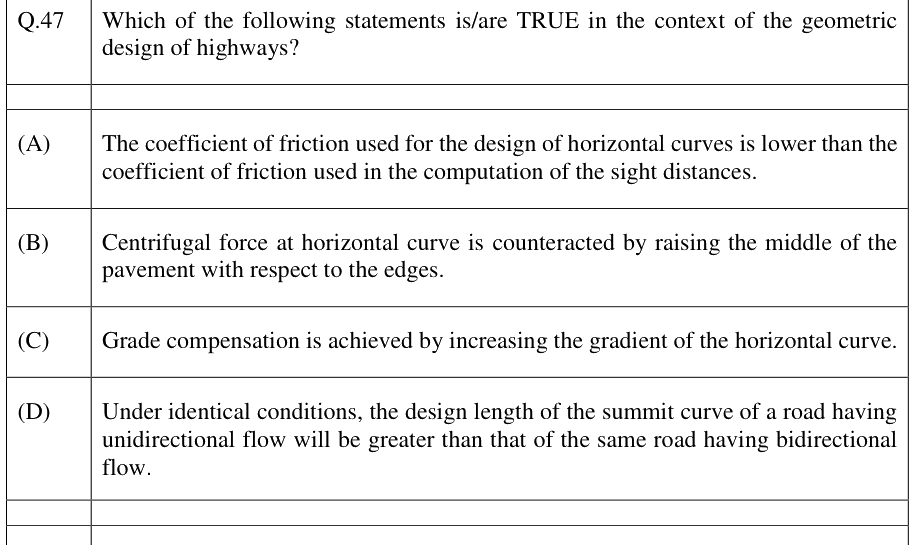 Q.47 Which of the following statements is/are TRUE in the context of the geometric
design of highways?
(A) The coefficient of friction used for the design of horizontal curves is lower than the
coefficient of friction used in the computation of the sight distances.
(B) Centrifugal force at horizontal curve is counteracted by raising the middle of the
pavement with respect to the edges.
(C) Grade compensation is achieved by increasing the gradient of the horizontal curve.
(D) Under identical conditions, the design length of the summit curve of a road having
unidirectional flow will be greater than that of the same road having bidirectional
flow.